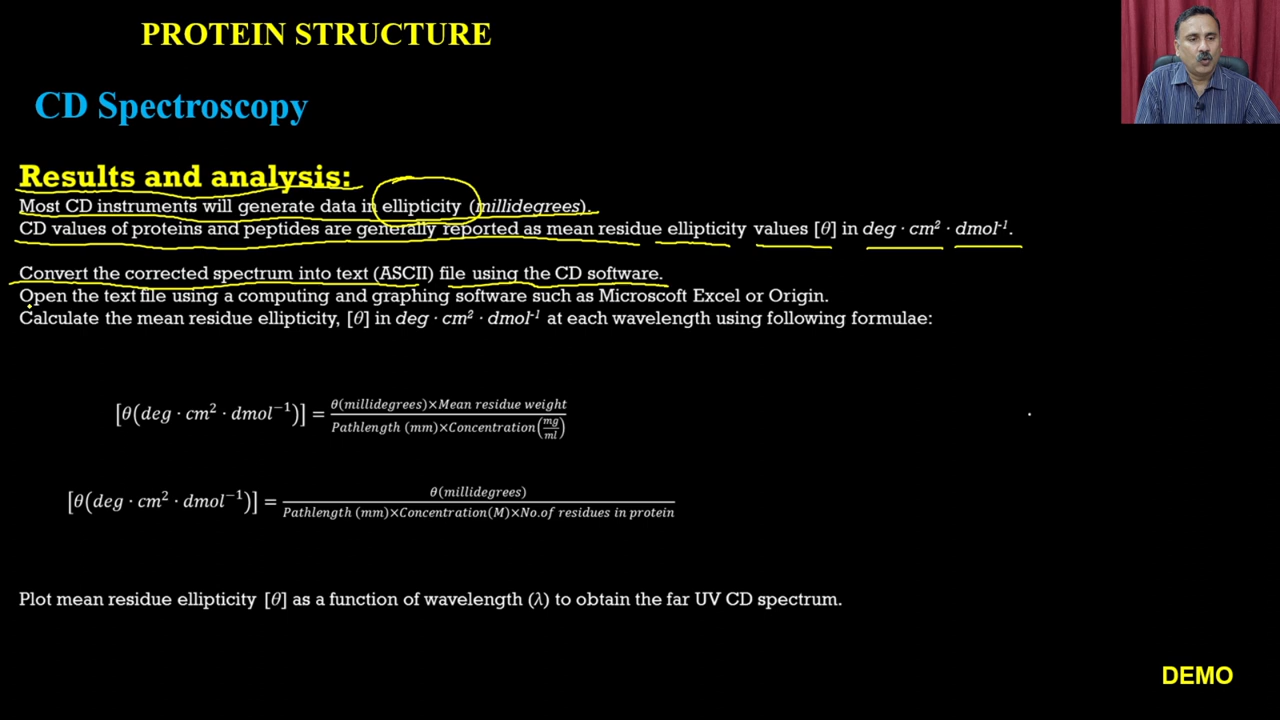 PROTEIN STRUCTURE
CD Spectroscopy
Results and analysis:
Most CD instruments will generate data in ellipticity (millidegrees).
CD values of proteins and peptides are generally reported as mean residue ellipticity values [θ] in deg · cm² · dmol⁻¹.
Convert the corrected spectrum into text (ASCII) file using the CD software.
Open the text file using a computing and graphing software such as Microscoft Excel or Origin.
Calculate the mean residue ellipticity, [θ] in deg · cm² · dmol⁻¹ at each wavelength using following formulae:
[θ(deg · cm² · dmol⁻¹)] = θ(millidegrees)×Mean residue weight / Pathlength (mm)×Concentration(mg/ml)
[θ(deg · cm² · dmol⁻¹)] = θ(millidegrees) / Pathlength (mm)×Concentration(M)×No.of residues in protein
Plot mean residue ellipticity [θ] as a function of wavelength (λ) to obtain the far UV CD spectrum.
DEMO